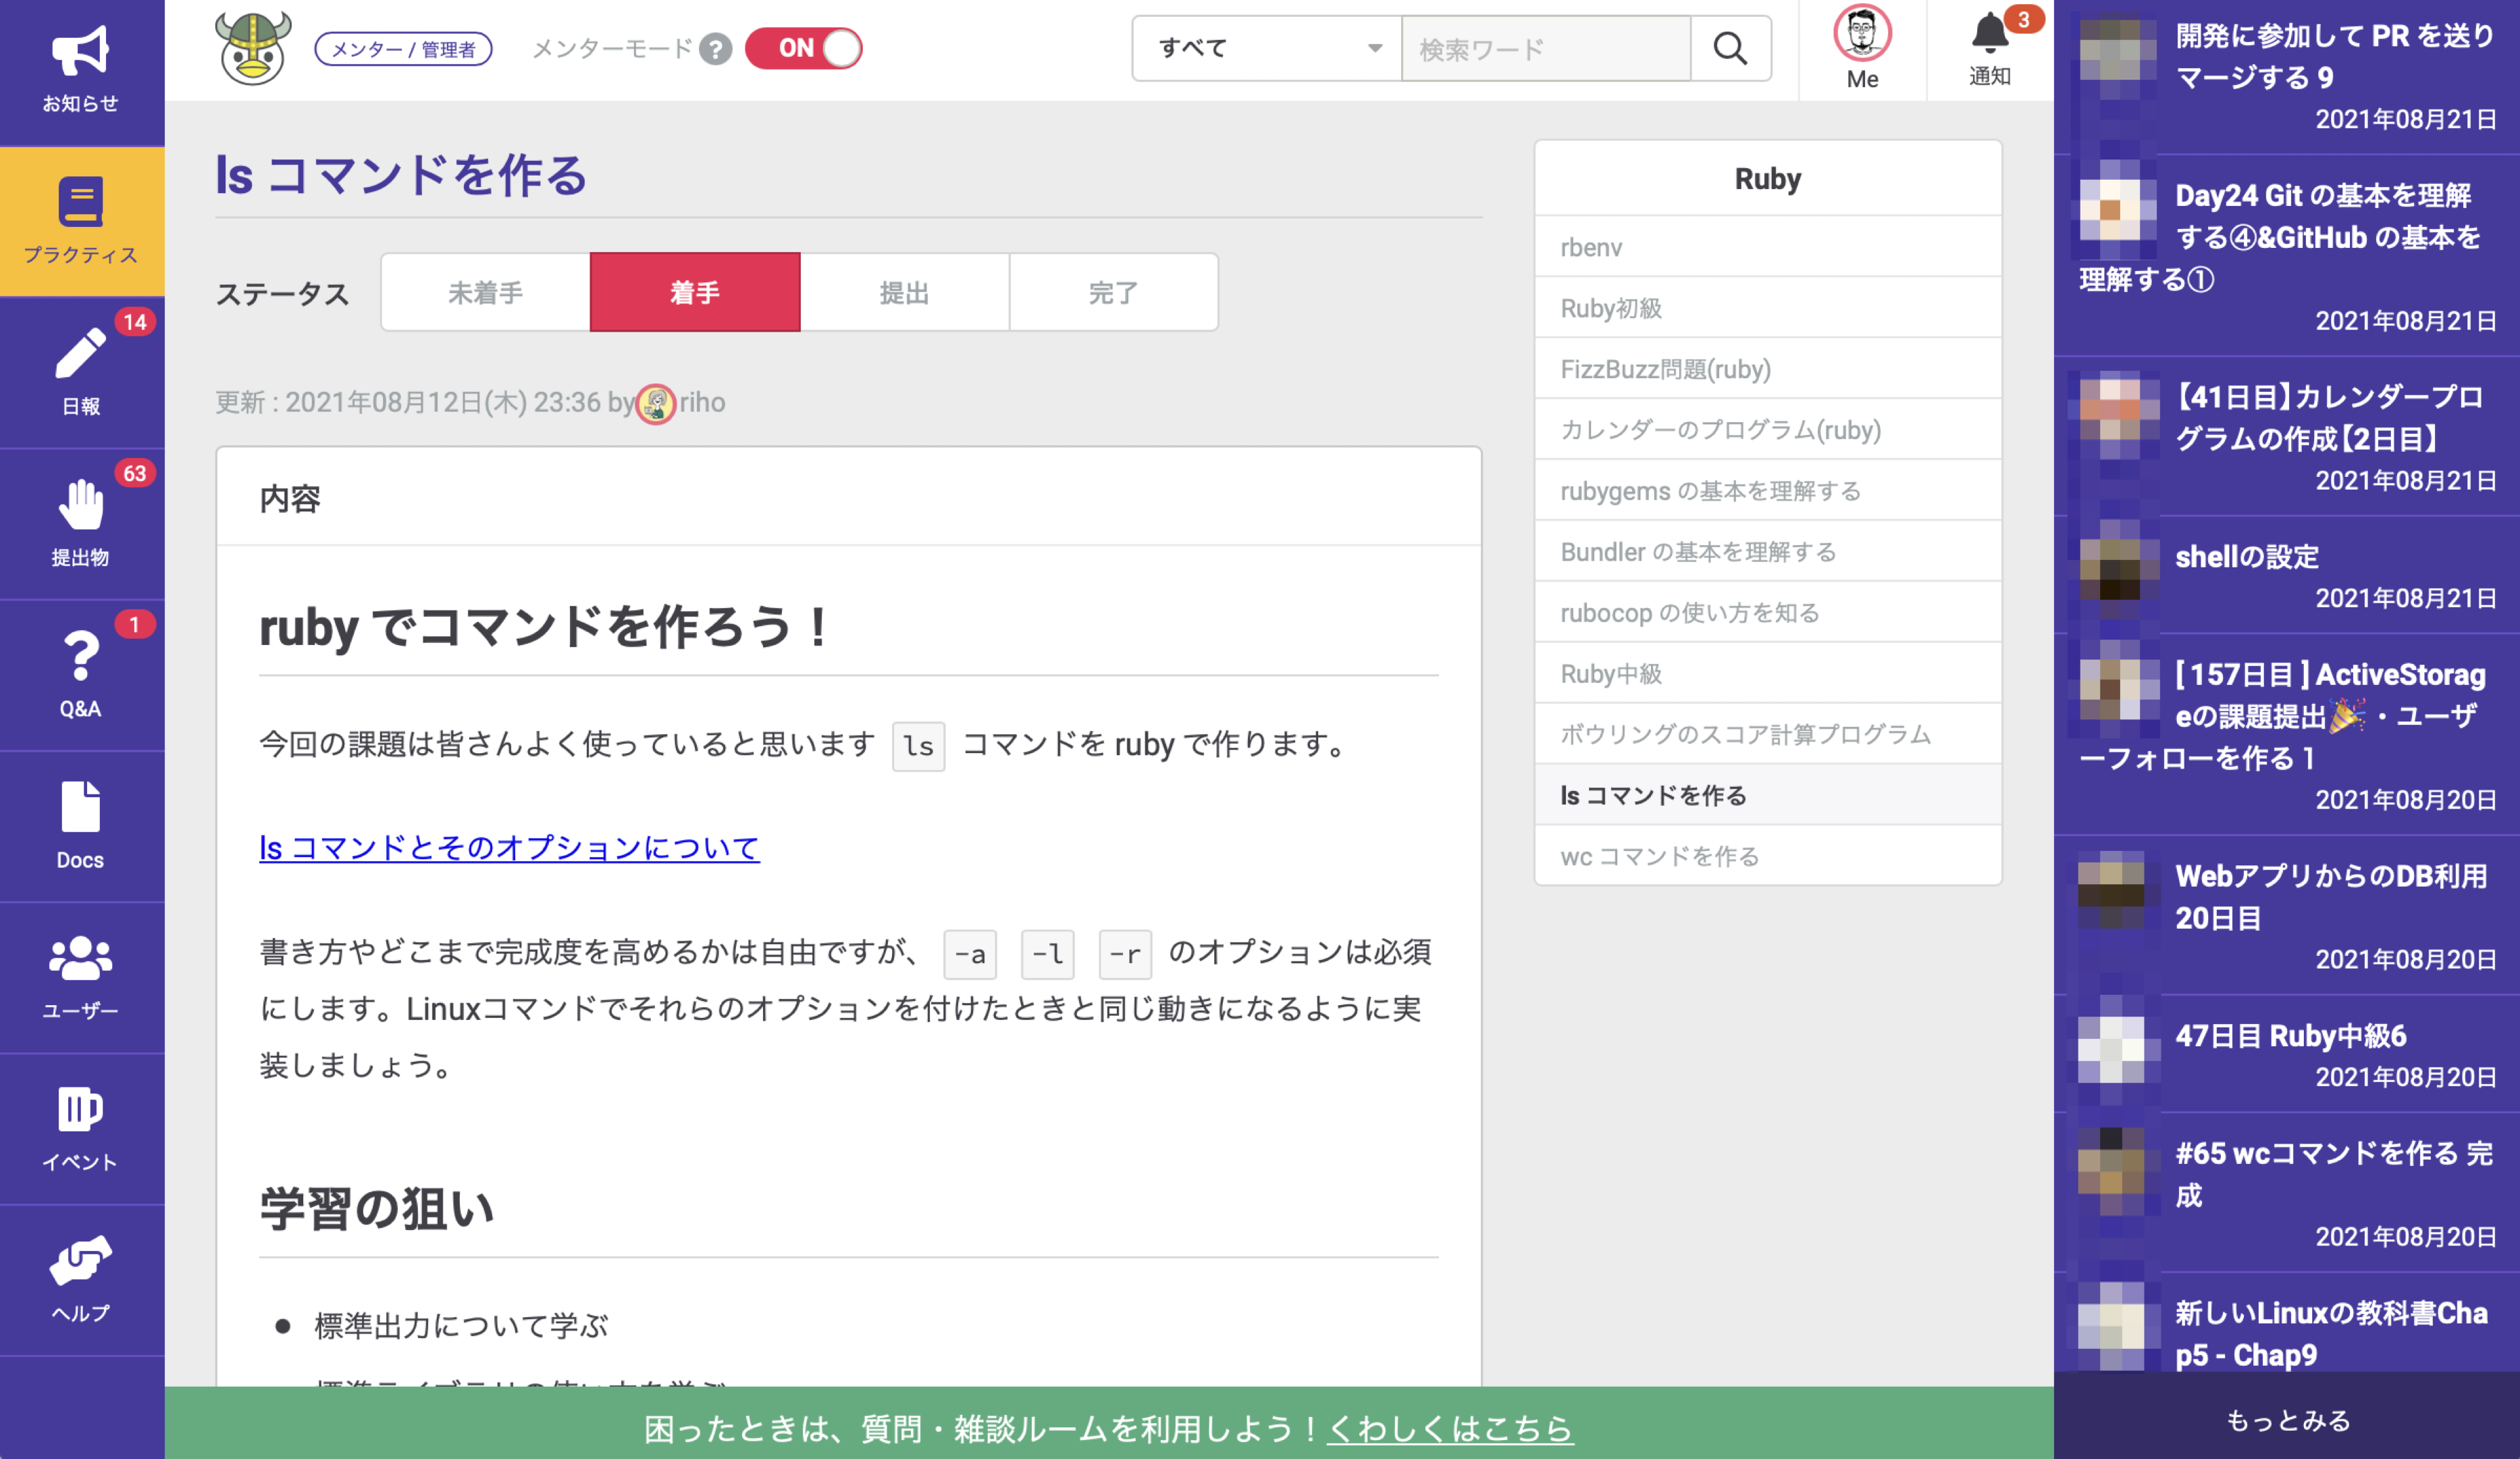 お知らせ
プラクティス
14
日報
63
提出物
1
Q&A
Docs
ユーザー
イベント
ヘルプ
メンター / 管理者
メンターモード ?
ON
すべて
検索ワード
Me
3
通知
ls コマンドを作る
ステータス
未着手
着手
提出
完了
更新 : 2021年08月12日(木) 23:36 by riho
内容
ruby でコマンドを作ろう！
今回の課題は皆さんよく使っていると思います ls コマンドを ruby で作ります。
ls コマンドとそのオプションについて
書き方やどこまで完成度を高めるかは自由ですが、 -a -l -r のオプションは必須
にします。Linuxコマンドでそれらのオプションを付けたときと同じ動きになるように実
装しましょう。
学習の狙い
● 標準出力について学ぶ
困ったときは、質問・雑談ルームを利用しよう！くわしくはこちら
Ruby
rbenv
Ruby初級
FizzBuzz問題(ruby)
カレンダーのプログラム(ruby)
rubygems の基本を理解する
Bundler の基本を理解する
rubocop の使い方を知る
Ruby中級
ボウリングのスコア計算プログラム
ls コマンドを作る
wc コマンドを作る
開発に参加して PR を送り
マージする 9
2021年08月21日
Day24 Git の基本を理解
する④&GitHub の基本を
理解する①
2021年08月21日
【41日目】カレンダープロ
グラムの作成【2日目】
2021年08月21日
shellの設定
2021年08月21日
[ 157日目 ] ActiveStorag
eの課題提出🎉・ユーザ
ーフォローを作る 1
2021年08月20日
WebアプリからのDB利用
20日目
2021年08月20日
47日目 Ruby中級6
2021年08月20日
#65 wcコマンドを作る 完
成
2021年08月20日
新しいLinuxの教科書Cha
p5 - Chap9
もっとみる